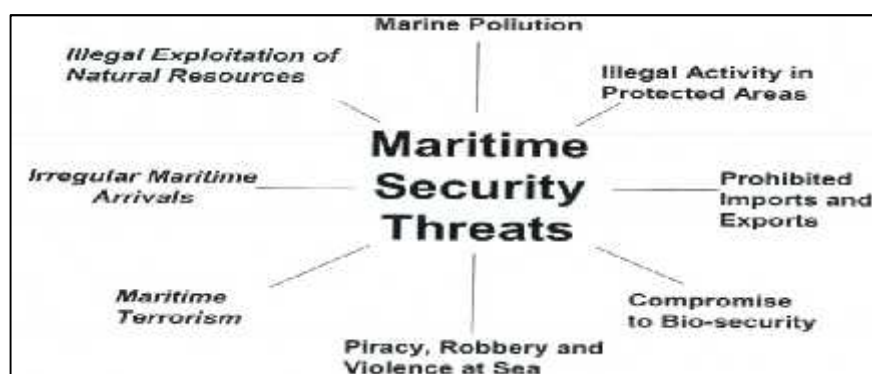 Marine Pollution
Illegal Exploitation of
Natural Resources
Illegal Activity in
Protected Areas
Maritime
Security
Threats
Irregular Maritime
Arrivals
Prohibited
Imports and
Exports
Maritime
Terrorism
Compromise
to Bio-security
Piracy, Robbery and
Violence at Sea